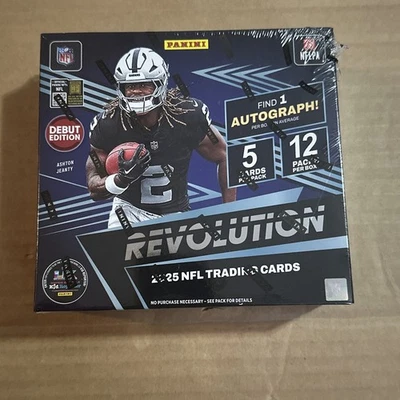 PANINI
NFL
NFLPA
DEBUT
EDITION
ASHTON
JEANTY
FIND 1
AUTOGRAPH!
PER BOX ON AVERAGE
5
CARDS
PER PACK
12
PACKS
PER BOX
2
REVOLUTION
2025 NFL TRADING CARDS
NO PURCHASE NECESSARY - SEE PACK FOR DETAILS